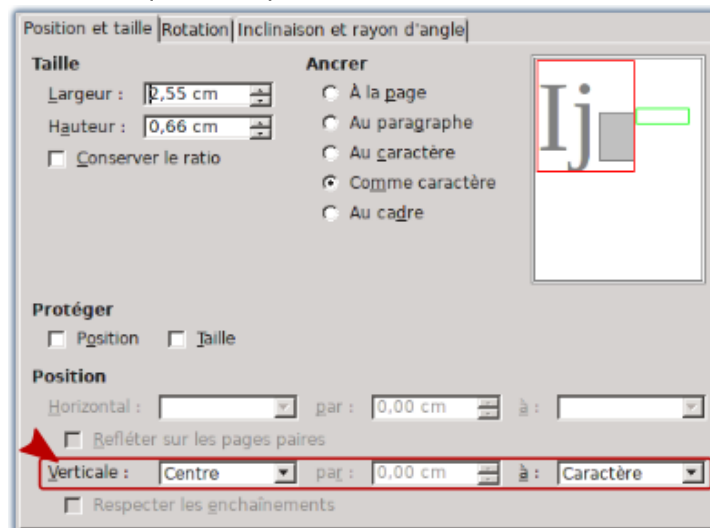 Position et taille Rotation Inclinaison et rayon d'angle
Taille
Largeur : 2,55 cm
Hauteur : 0,66 cm
Conserver le ratio
Ancrer
À la page
Au paragraphe
Au caractère
Comme caractère
Au cadre
Ij
Protéger
Position Taille
Position
Horizontal : par : 0,00 cm à :
Refléter sur les pages paires
Verticale : Centre par : 0,00 cm à : Caractère
Respecter les enchaînements